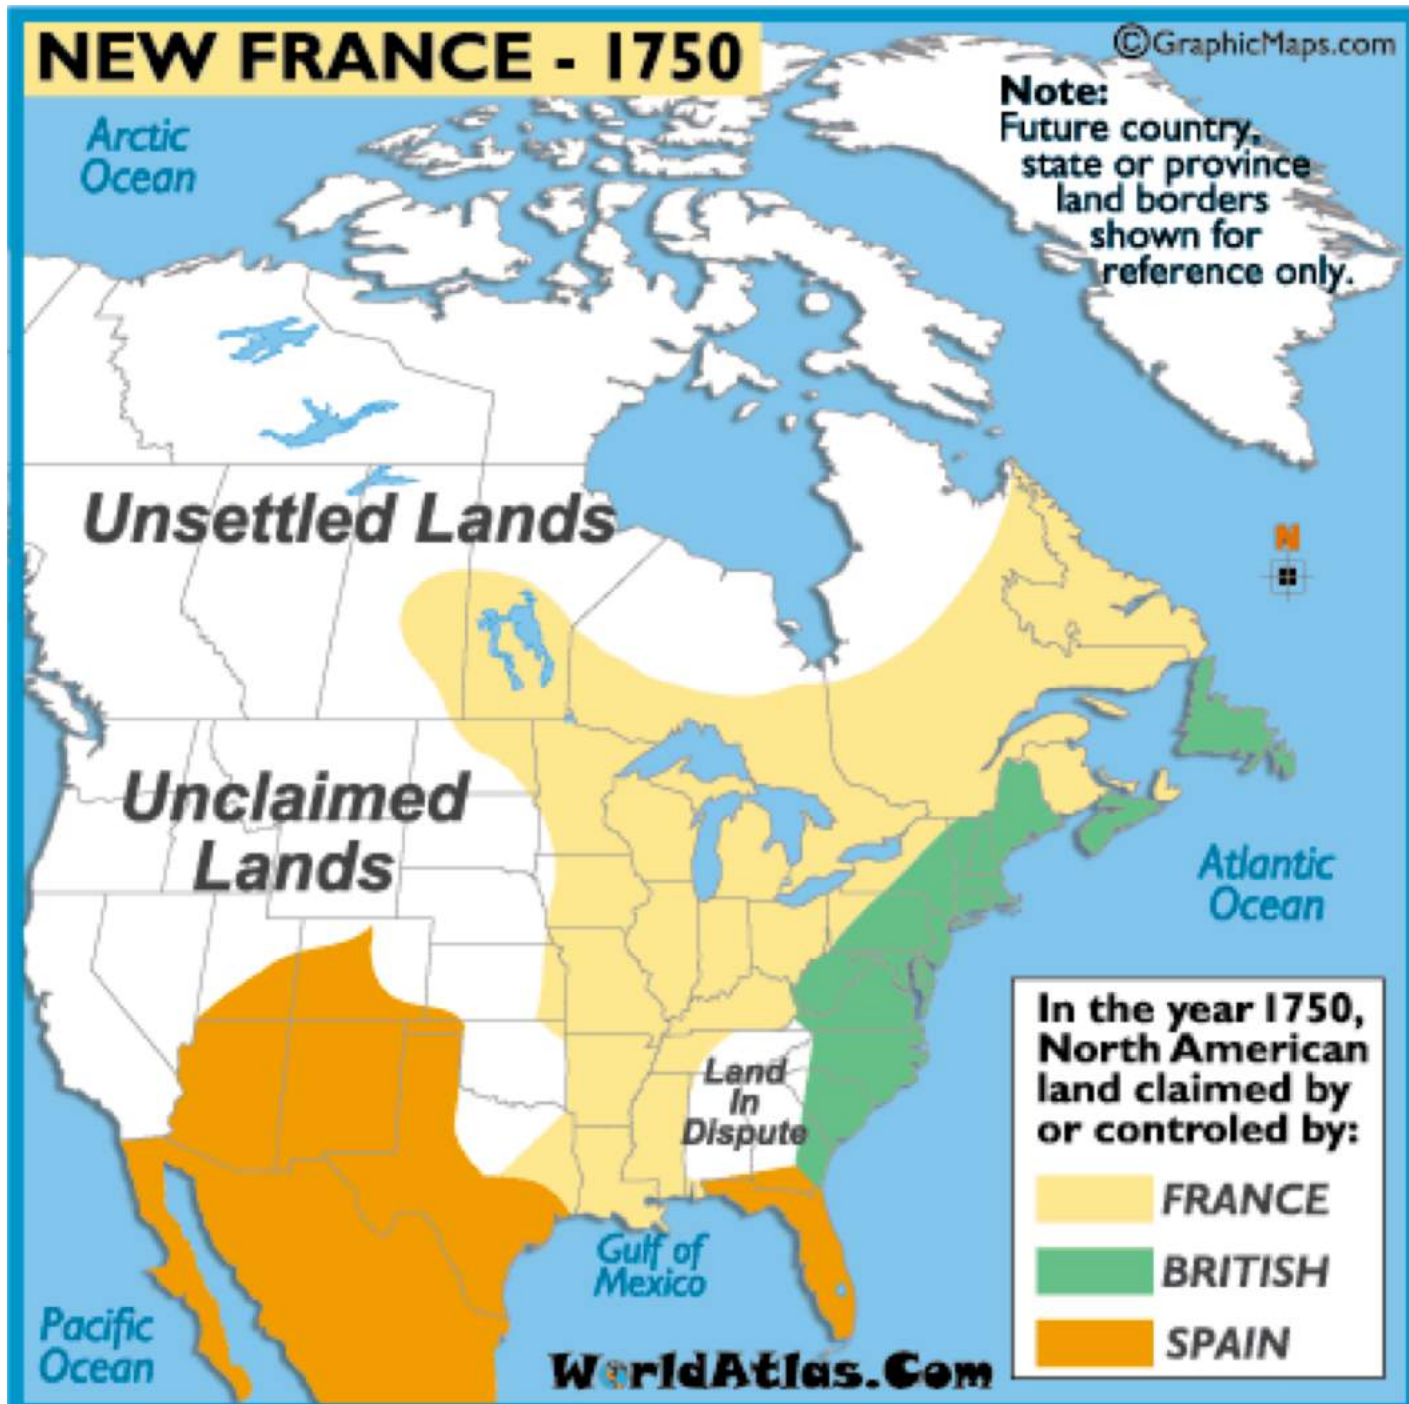 NEW FRANCE - 1750
©GraphicMaps.com
Note:
Future country,
state or province
land borders
shown for
reference only.
Arctic
Ocean
Unsettled Lands
N
Unclaimed
Lands
Atlantic
Ocean
Land
In
Dispute
In the year 1750,
North American
land claimed by
or controled by:
FRANCE
BRITISH
SPAIN
Gulf of
Mexico
Pacific
Ocean
WorldAtlas.Com